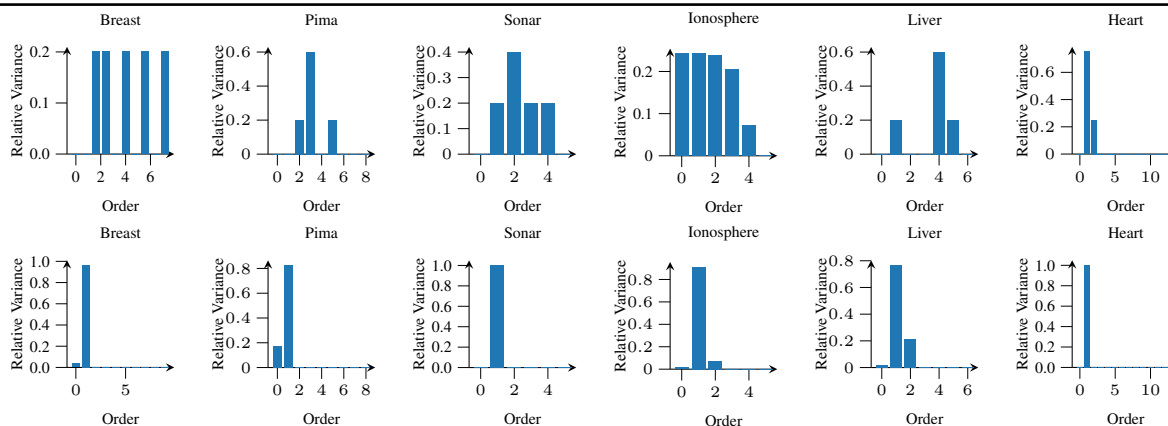 Breast
Relative Variance
0.2
0.1
0.0
0 2 4 6
Order
Pima
Relative Variance
0.6
0.4
0.2
0
0 2 4 6 8
Order
Sonar
Relative Variance
0.4
0.3
0.2
0.1
0
0 2 4
Order
Ionosphere
Relative Variance
0.2
0
0 2 4
Order
Liver
Relative Variance
0.6
0.4
0.2
0
0 2 4 6
Order
Heart
Relative Variance
0.6
0.4
0.2
0
0 5 10
Order
Breast
Relative Variance
1.0
0.8
0.6
0.4
0.2
0.0
0 5
Order
Pima
Relative Variance
0.8
0.6
0.4
0.2
0
0 2 4 6 8
Order
Sonar
Relative Variance
1.0
0.8
0.6
0.4
0.2
0.0
0 2 4
Order
Ionosphere
Relative Variance
0.8
0.6
0.4
0.2
0
0 2 4
Order
Liver
Relative Variance
0.8
0.6
0.4
0.2
0
0 2 4 6
Order
Heart
Relative Variance
1.0
0.8
0.6
0.4
0.2
0.0
0 5 10
Order